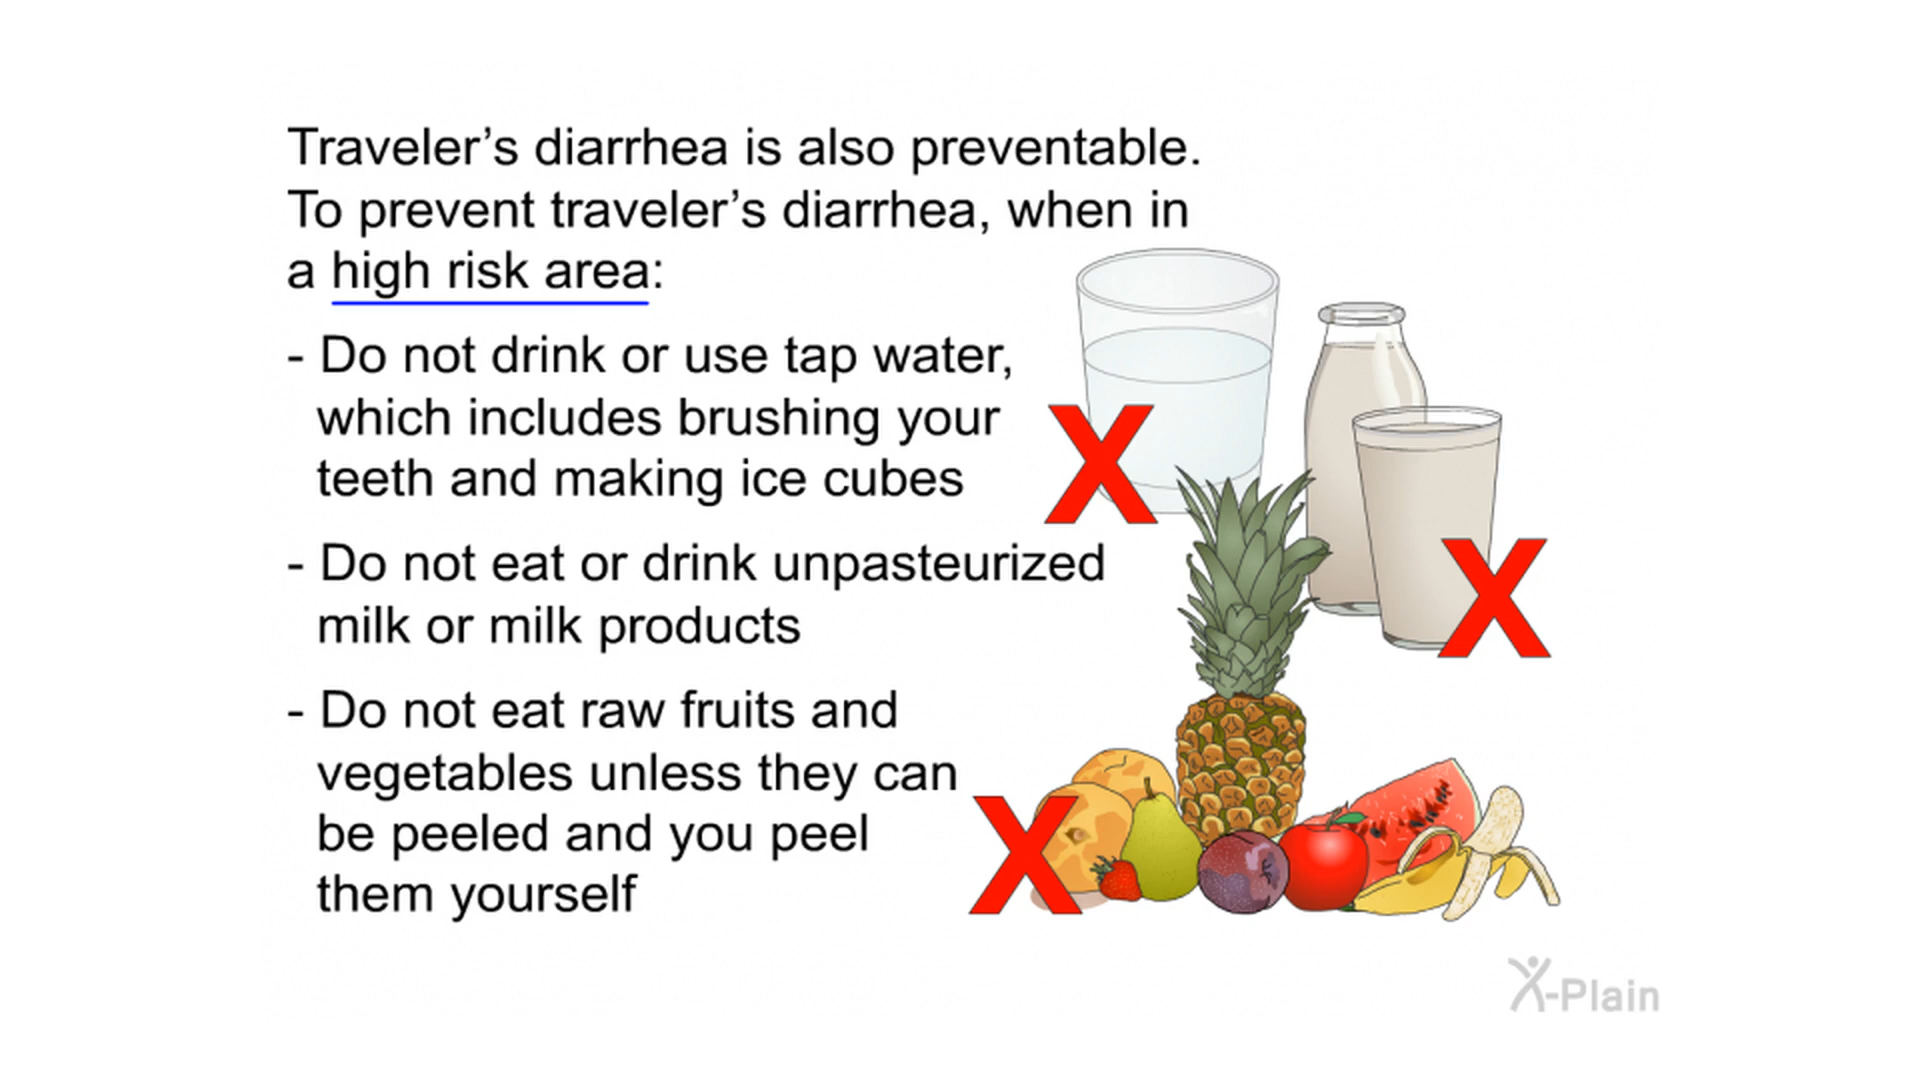 Traveler’s diarrhea is also preventable.
To prevent traveler’s diarrhea, when in
a high risk area:
- Do not drink or use tap water,
which includes brushing your
teeth and making ice cubes
- Do not eat or drink unpasteurized
milk or milk products
- Do not eat raw fruits and
vegetables unless they can
be peeled and you peel
them yourself
X-Plain